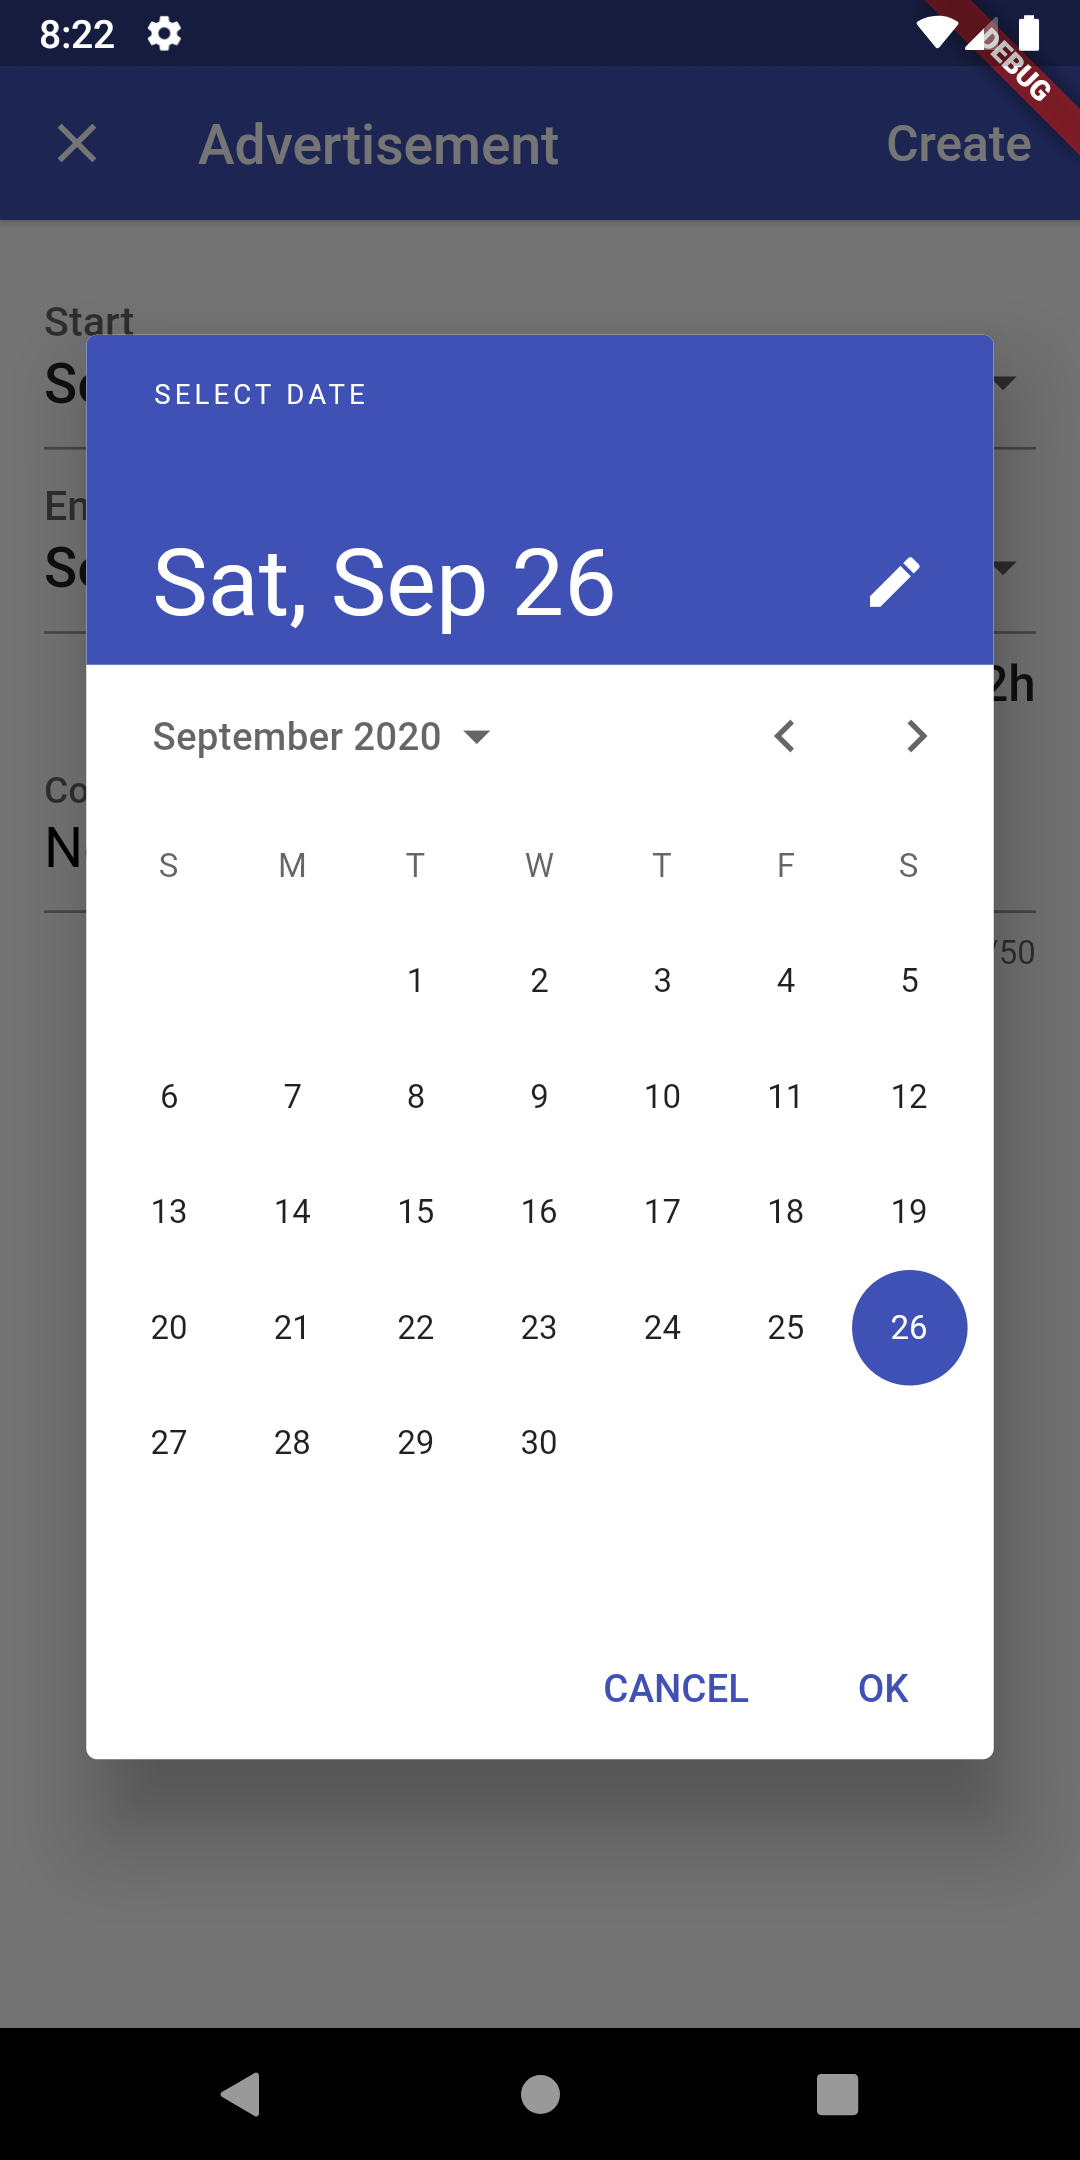 8:22
DEBUG
Advertisement Create
Start
SELECT DATE
Sat, Sep 26
2h
September 2020
S M T W T F S
1 2 3 4 5
/50
6 7 8 9 10 11 12
13 14 15 16 17 18 19
20 21 22 23 24 25 26
27 28 29 30
CANCEL OK